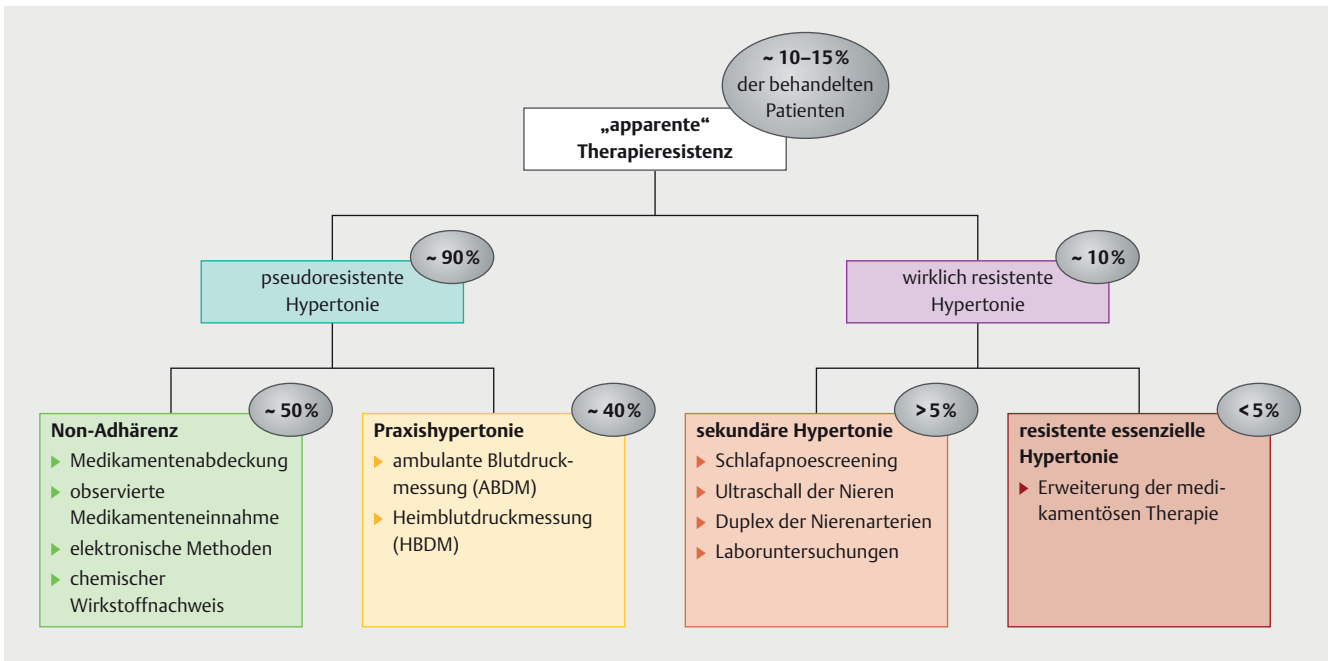 ~ 10–15%
der behandelten
Patienten
„apparente“
Therapieresistenz
~ 90%
pseudoresistente
Hypertonie
~ 10%
wirklich resistente
Hypertonie
~ 50%
Non-Adhärenz
Medikamentenabdeckung
observierte
Medikamenteneinnahme
elektronische Methoden
chemischer
Wirkstoffnachweis
~ 40%
Praxishypertonie
ambulante Blutdruck-
messung (ABDM)
Heimblutdruckmessung
(HBDM)
>5%
sekundäre Hypertonie
Schlafapnoescreening
Ultraschall der Nieren
Duplex der Nierenarterien
Laboruntersuchungen
<5%
resistente essenzielle
Hypertonie
Erweiterung der medi-
kamentösen Therapie